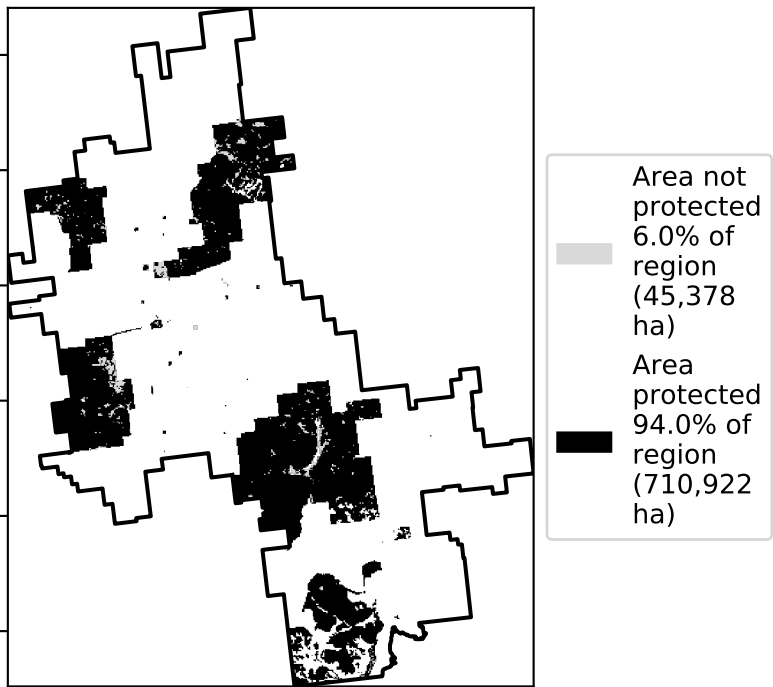 Area not
protected
6.0% of
region
(45,378
ha)
Area
protected
94.0% of
region
(710,922
ha)